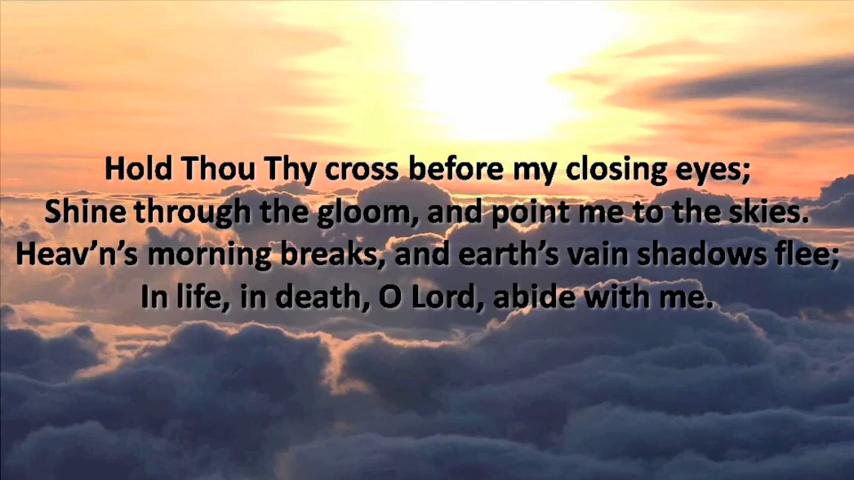 Hold Thou Thy cross before my closing eyes;
Shine through the gloom, and point me to the skies.
Heav’n’s morning breaks, and earth’s vain shadows flee;
In life, in death, O Lord, abide with me.